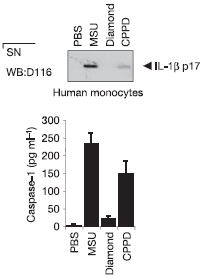 PBS
MSU
Diamond
CPPD
SN
WB:D116
IL-1β p17
Human monocytes
Caspase-1 (pg ml⁻¹)
300
250
200
150
100
50
0
PBS
MSU
Diamond
CPPD